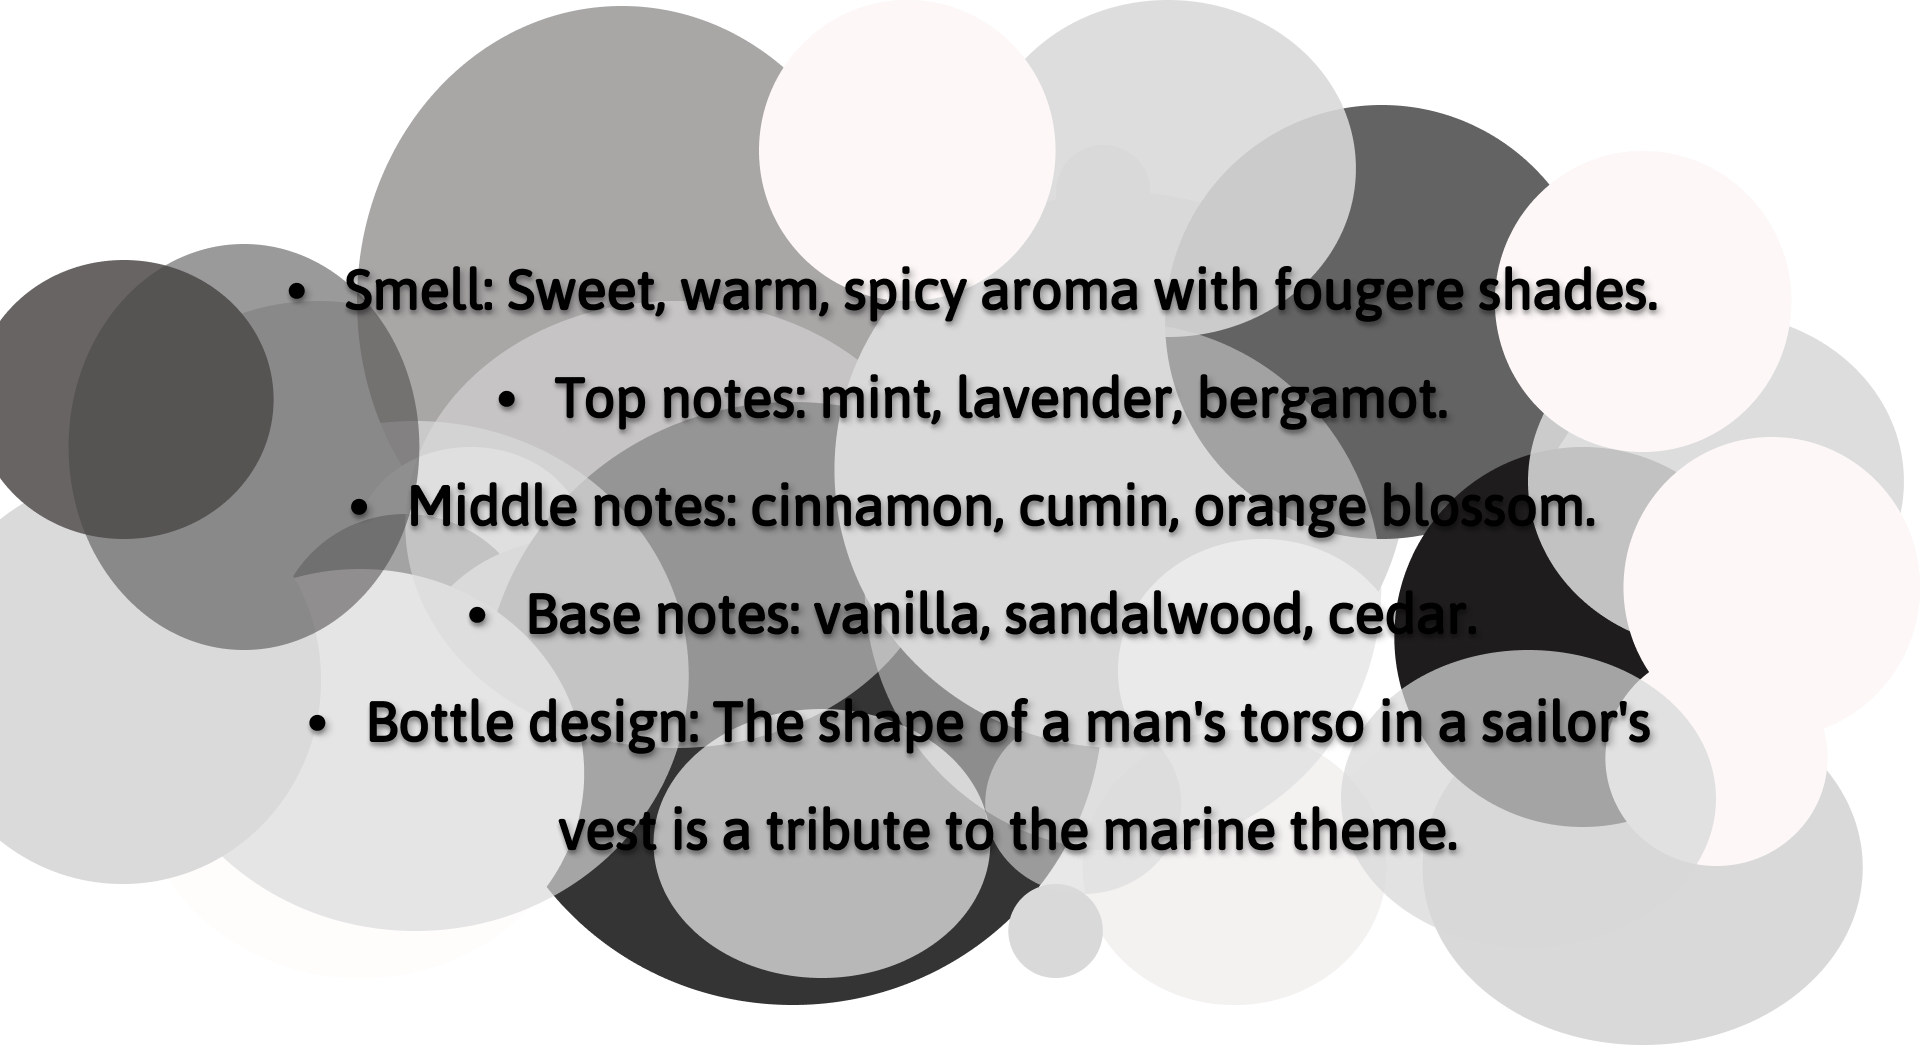 • Smell: Sweet, warm, spicy aroma with fougere shades.
• Top notes: mint, lavender, bergamot.
• Middle notes: cinnamon, cumin, orange blossom.
• Base notes: vanilla, sandalwood, cedar.
• Bottle design: The shape of a man's torso in a sailor's
vest is a tribute to the marine theme.